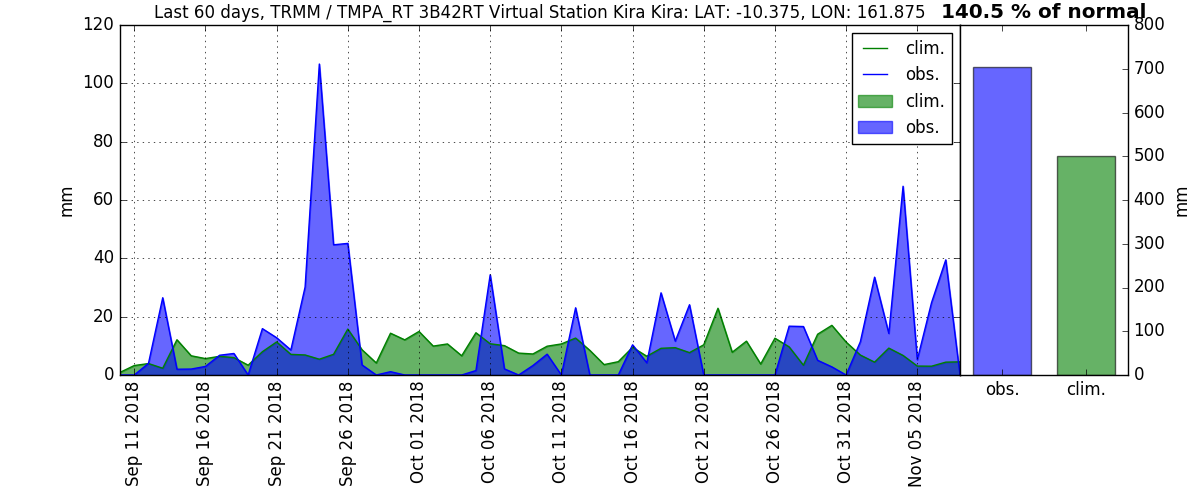 Last 60 days, TRMM / TMPA_RT 3B42RT Virtual Station Kira Kira: LAT: -10.375, LON: 161.875
140.5 % of normal
120
100
80
60
40
20
0
mm
clim.
obs.
clim.
obs.
800
700
600
500
400
300
200
100
0
mm
Sep 11 2018
Sep 16 2018
Sep 21 2018
Sep 26 2018
Oct 01 2018
Oct 06 2018
Oct 11 2018
Oct 16 2018
Oct 21 2018
Oct 26 2018
Oct 31 2018
Nov 05 2018
obs.
clim.